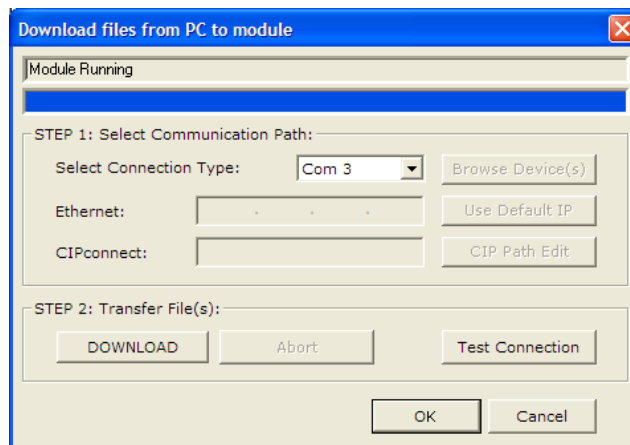 Download files from PC to module
Module Running
STEP 1: Select Communication Path:
Select Connection Type: Com 3 Browse Device(s)
Ethernet: . . . Use Default IP
CIPconnect: CIP Path Edit
STEP 2: Transfer File(s):
DOWNLOAD Abort Test Connection
OK Cancel